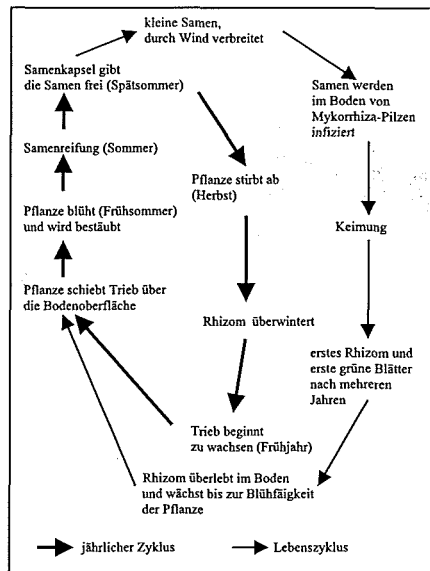 kleine Samen,
durch Wind verbreitet
Samenkapsel gibt
die Samen frei (Spätsommer)
Samen werden
im Boden von
Mykorrhiza-Pilzen
infiziert
Samenreifung (Sommer)
Pflanze stirbt ab
(Herbst)
Pflanze blüht (Frühsommer)
und wird bestäubt
Keimung
Pflanze schiebt Trieb über
die Bodenoberfläche
Rhizom überwintert
erstes Rhizom und
erste grüne Blätter
nach mehreren
Jahren
Trieb beginnt
zu wachsen (Frühjahr)
Rhizom überlebt im Boden
und wächst bis zur Blühfäigkeit
der Pflanze
jährlicher Zyklus
Lebenszyklus